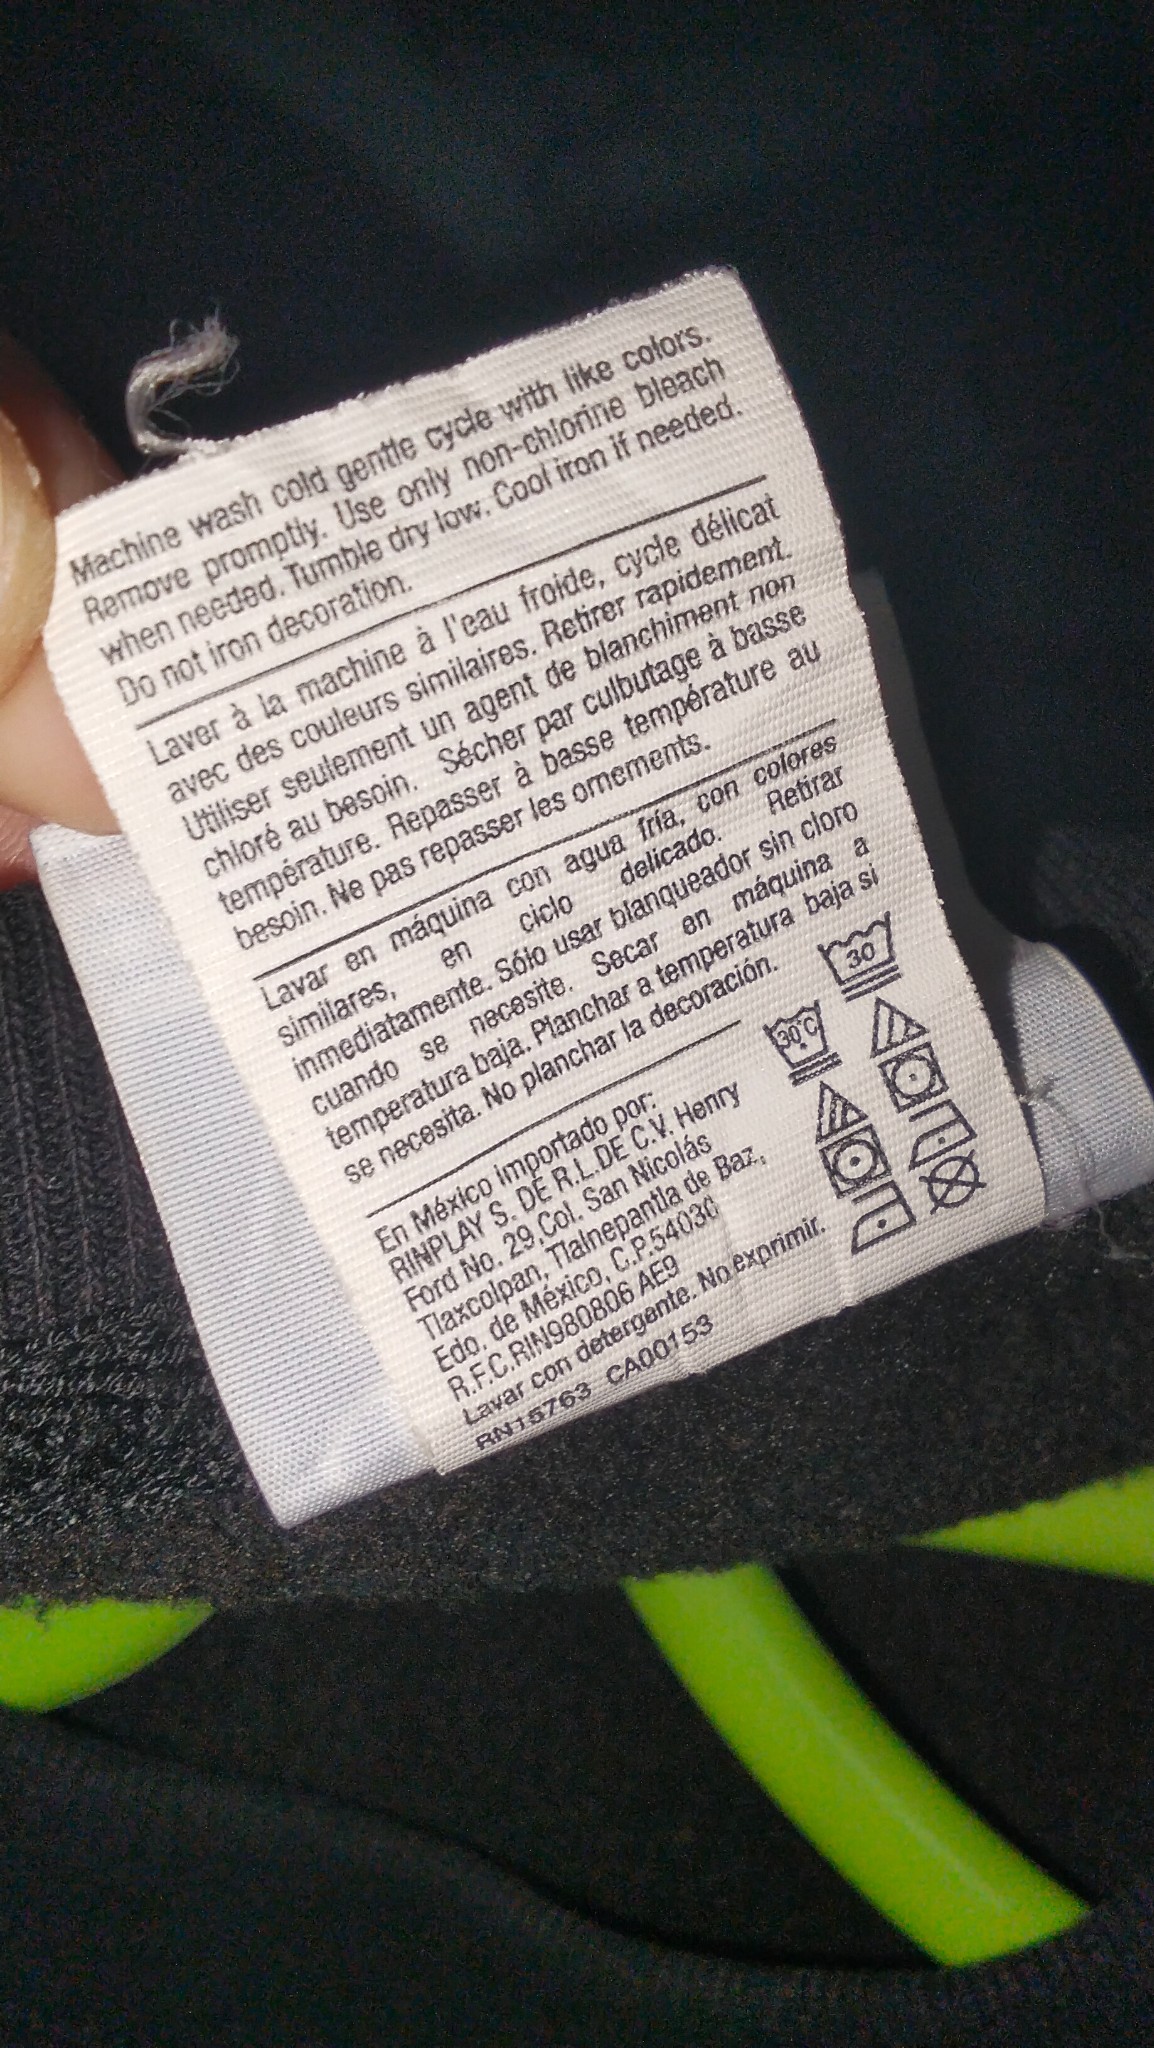 Machine wash cold gentle cycle with like colors.
Remove promptly. Use only non-chlorine bleach
when needed. Tumble dry low. Cool iron if needed.
Do not iron decoration.
Laver à la machine à l'eau froide, cycle délicat
avec des couleurs similaires. Retirer rapidement.
Utiliser seulement un agent de blanchiment non
chloré au besoin. Sécher par culbutage à basse
température. Repasser à basse température au
besoin. Ne pas repasser les ornements.
Lavar en máquina con agua fría, con colores
similares, en ciclo delicado. Retirar
inmediatamente. Sólo usar blanqueador sin cloro
cuando se necesite. Secar en máquina a
temperatura baja. Planchar a temperatura baja si
se necesita. No planchar la decoración.
En México importado por:
RINPLAY S. DE R.L.DE C.V. Henry
Ford No. 29,Col. San Nicolás
Tlaxcolpan, Tlalnepantla de Baz,
Edo. de México, C.P.54030
R.F.C.RIN980806 AE9
Lavar con detergente. No exprimir.
RN15763 CA00153
30
30°C